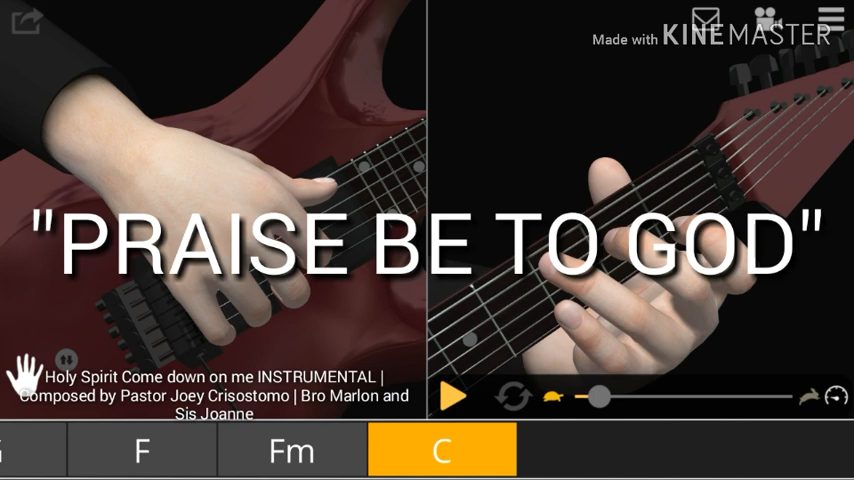 Made with KINEMASTER
"PRAISE BE TO GOD"
Holy Spirit Come down on me INSTRUMENTAL |
Composed by Pastor Joey Crisostomo | Bro Marlon and
Sis Joanne
F Fm C